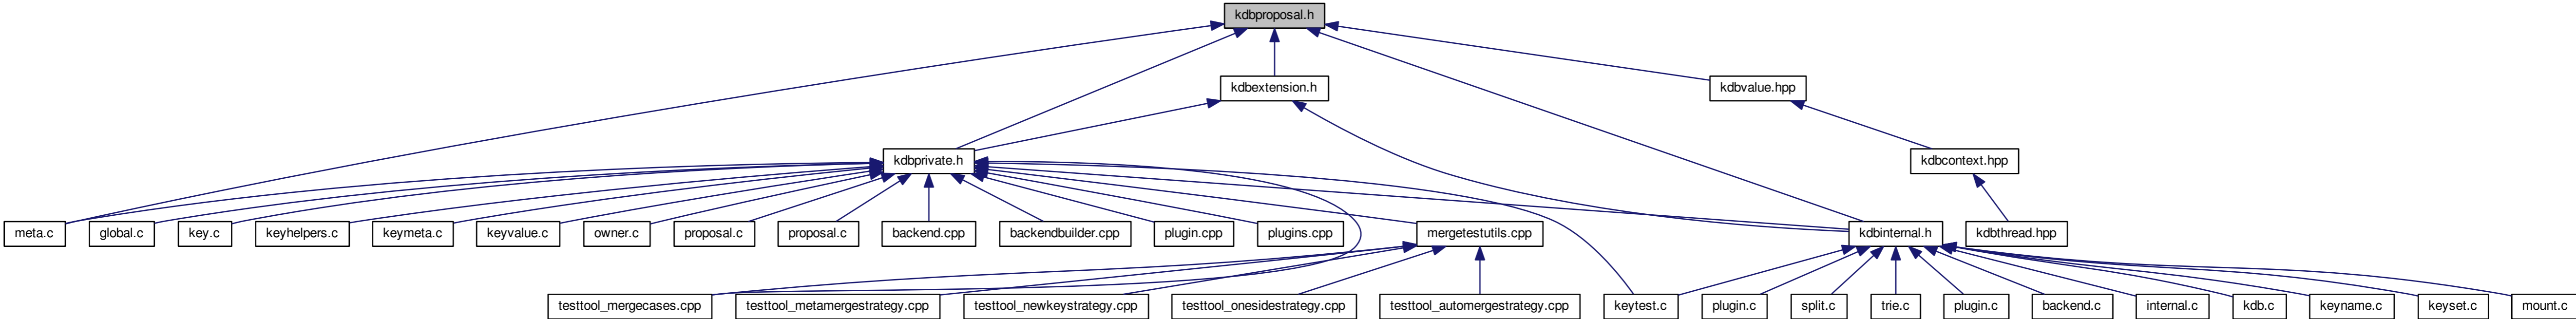 kdbproposal.h
kdbextension.h
kdbvalue.hpp
kdbprivate.h
kdbcontext.hpp
meta.c
global.c
key.c
keyhelpers.c
keymeta.c
keyvalue.c
owner.c
proposal.c
proposal.c
backend.cpp
backendbuilder.cpp
plugin.cpp
plugins.cpp
mergetestutils.cpp
kdbinternal.h
kdbthread.hpp
testtool_mergecases.cpp
testtool_metamergestrategy.cpp
testtool_newkeystrategy.cpp
testtool_onesidestrategy.cpp
testtool_automergestrategy.cpp
keytest.c
plugin.c
split.c
trie.c
plugin.c
backend.c
internal.c
kdb.c
keyname.c
keyset.c
mount.c